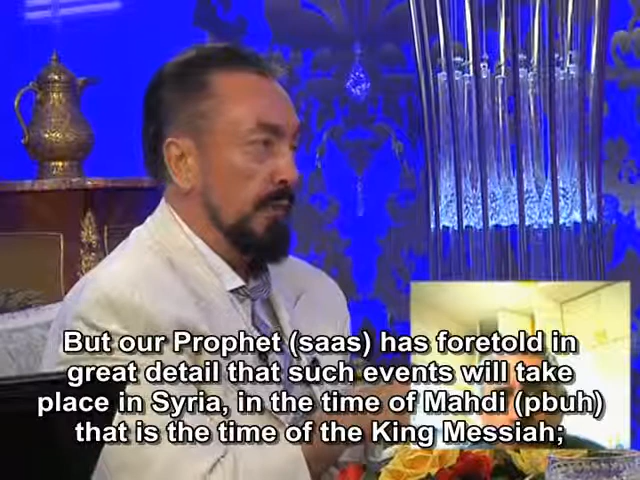 But our Prophet (saas) has foretold in
great detail that such events will take
place in Syria, in the time of Mahdi (pbuh)
that is the time of the King Messiah;